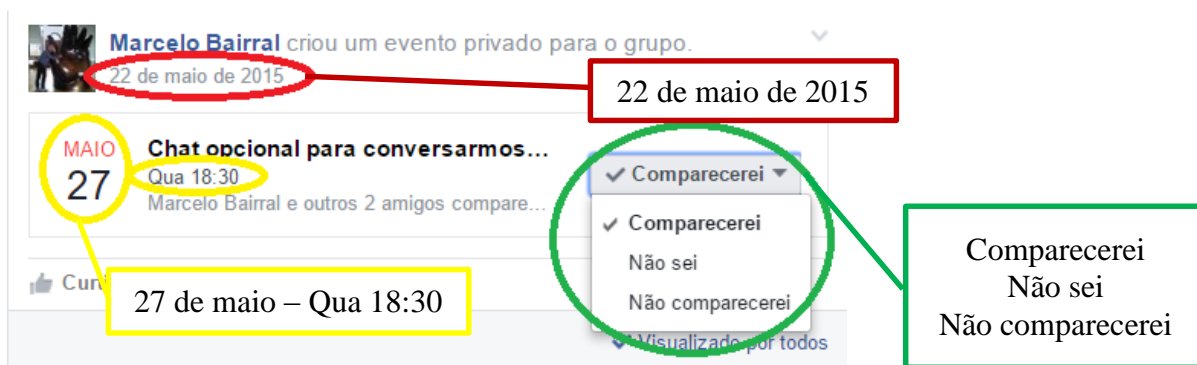 Marcelo Bairral criou um evento privado para o grupo.
22 de maio de 2015
22 de maio de 2015
MAIO
27
Chat opcional para conversarmos...
Qua 18:30
Marcelo Bairral e outros 2 amigos compare...
Comparecerei
Comparecerei
Não sei
Não comparecerei
27 de maio – Qua 18:30
Comparecerei
Não sei
Não comparecerei
Visualizado por todos